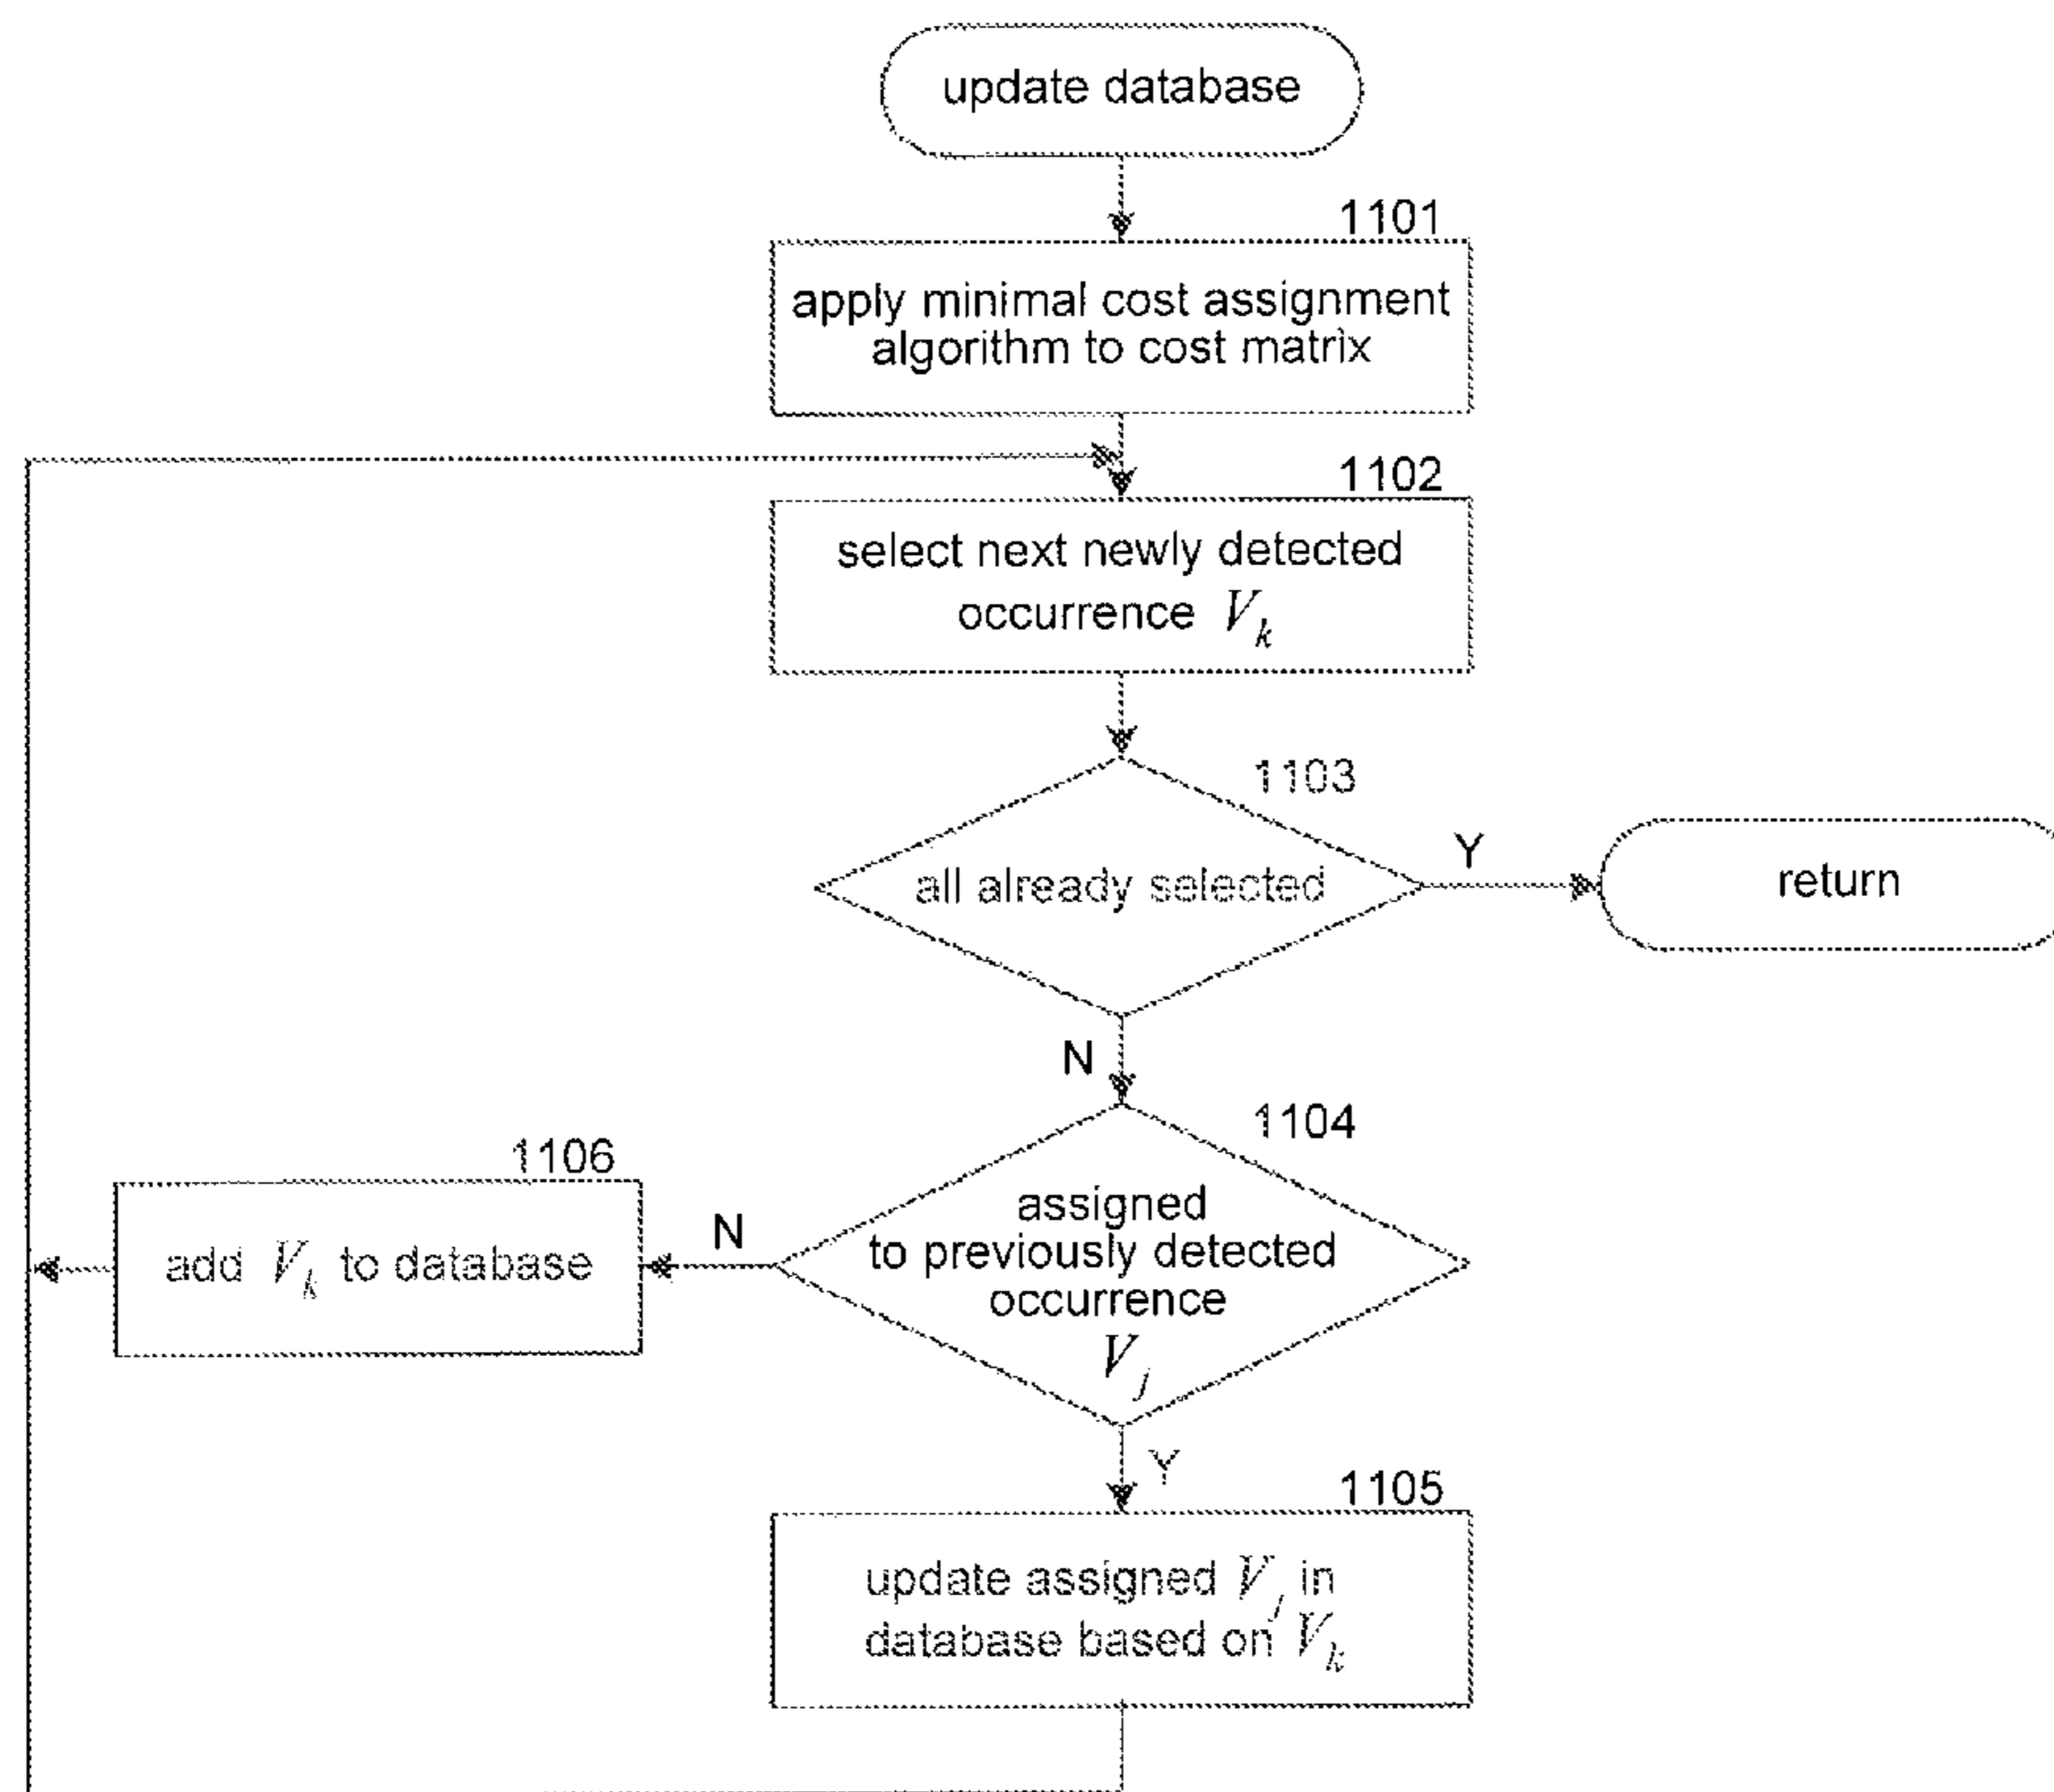 update database
1101
apply minimal cost assignment
algorithm to cost matrix
1102
select next newly detected
occurrence V_k
1103
all already selected
Y
return
N
1104
assigned
to previously detected
occurrence
V_j
N
1106
add V_k to database
Y
1105
update assigned V_j in
database based on V_k